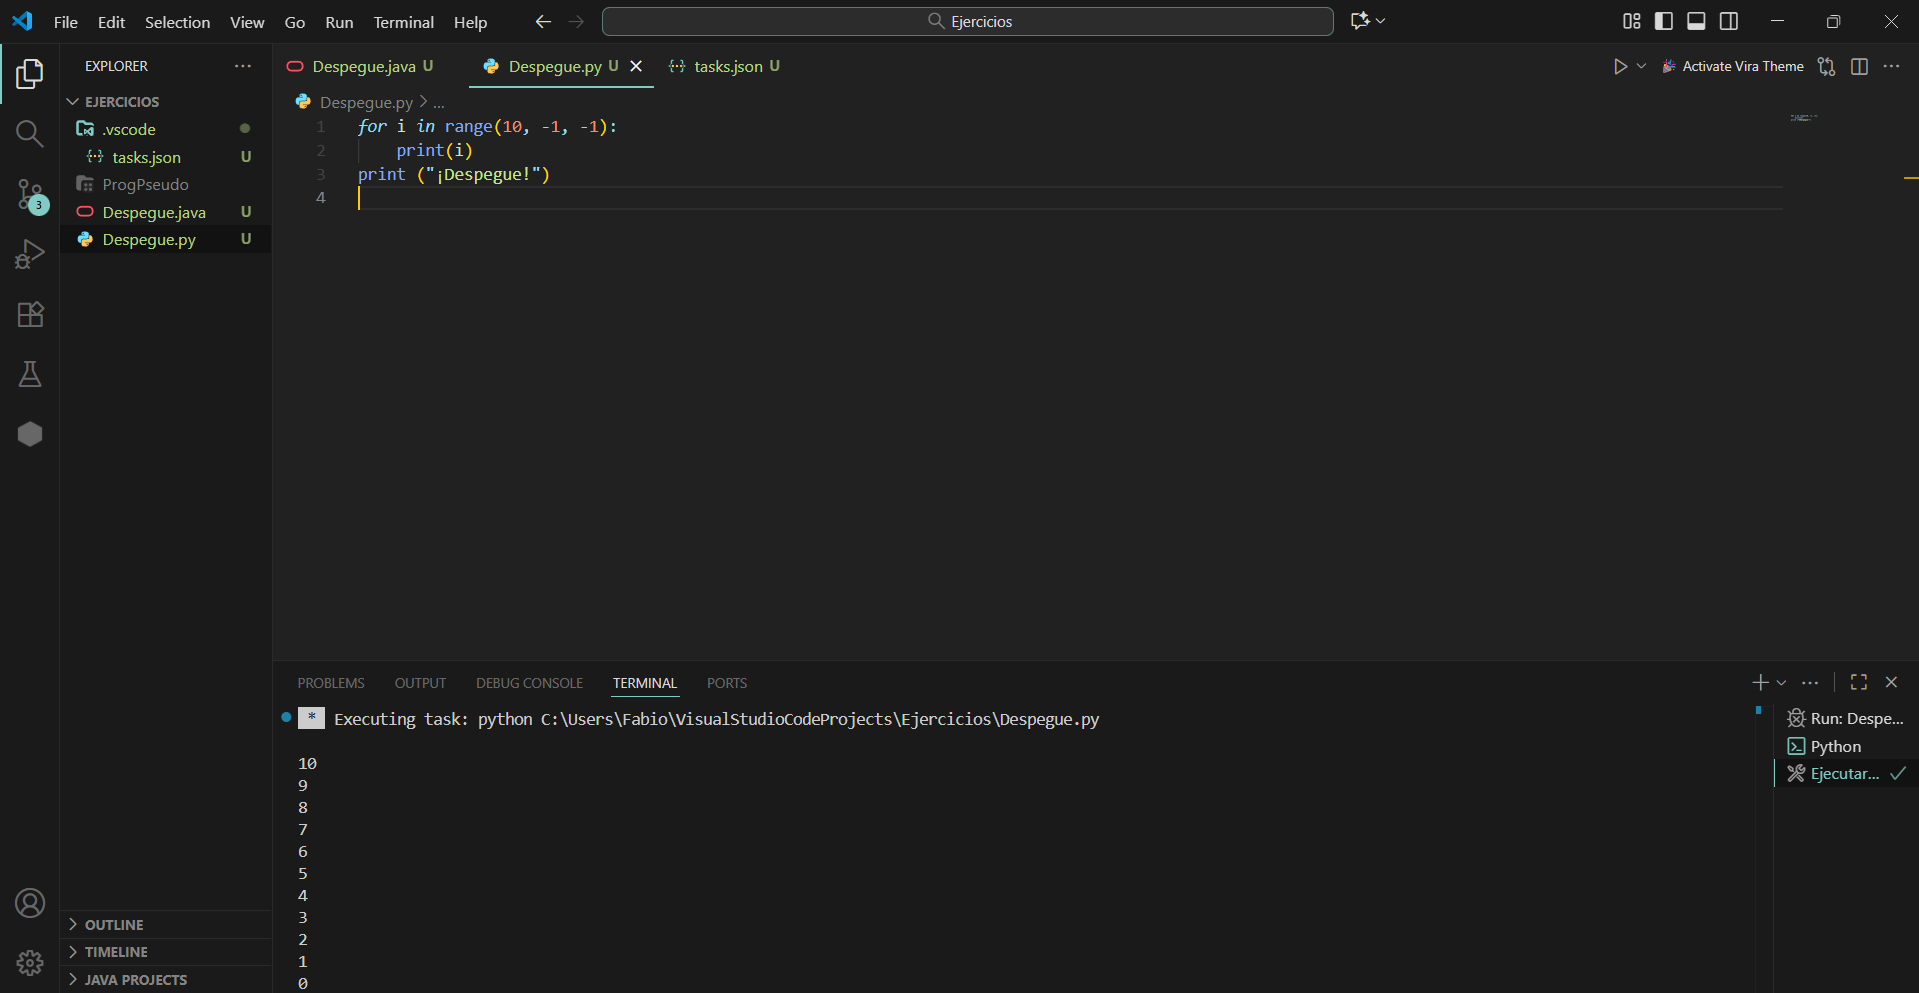 File Edit Selection View Go Run Terminal Help Ejercicios
EXPLORER
EJERCICIOS
.vscode
tasks.json U
ProgPseudo
Despegue.java U
Despegue.py U
OUTLINE
TIMELINE
JAVA PROJECTS
Despegue.java U Despegue.py U tasks.json U Activate Vira Theme
Despegue.py > ...
1 for i in range(10, -1, -1):
2 print(i)
3 print ("¡Despegue!")
4
PROBLEMS OUTPUT DEBUG CONSOLE TERMINAL PORTS
* Executing task: python C:\Users\Fabio\VisualStudioCodeProjects\Ejercicios\Despegue.py
10
9
8
7
6
5
4
3
2
1
0
Run: Despe...
Python
Ejecutar...
3